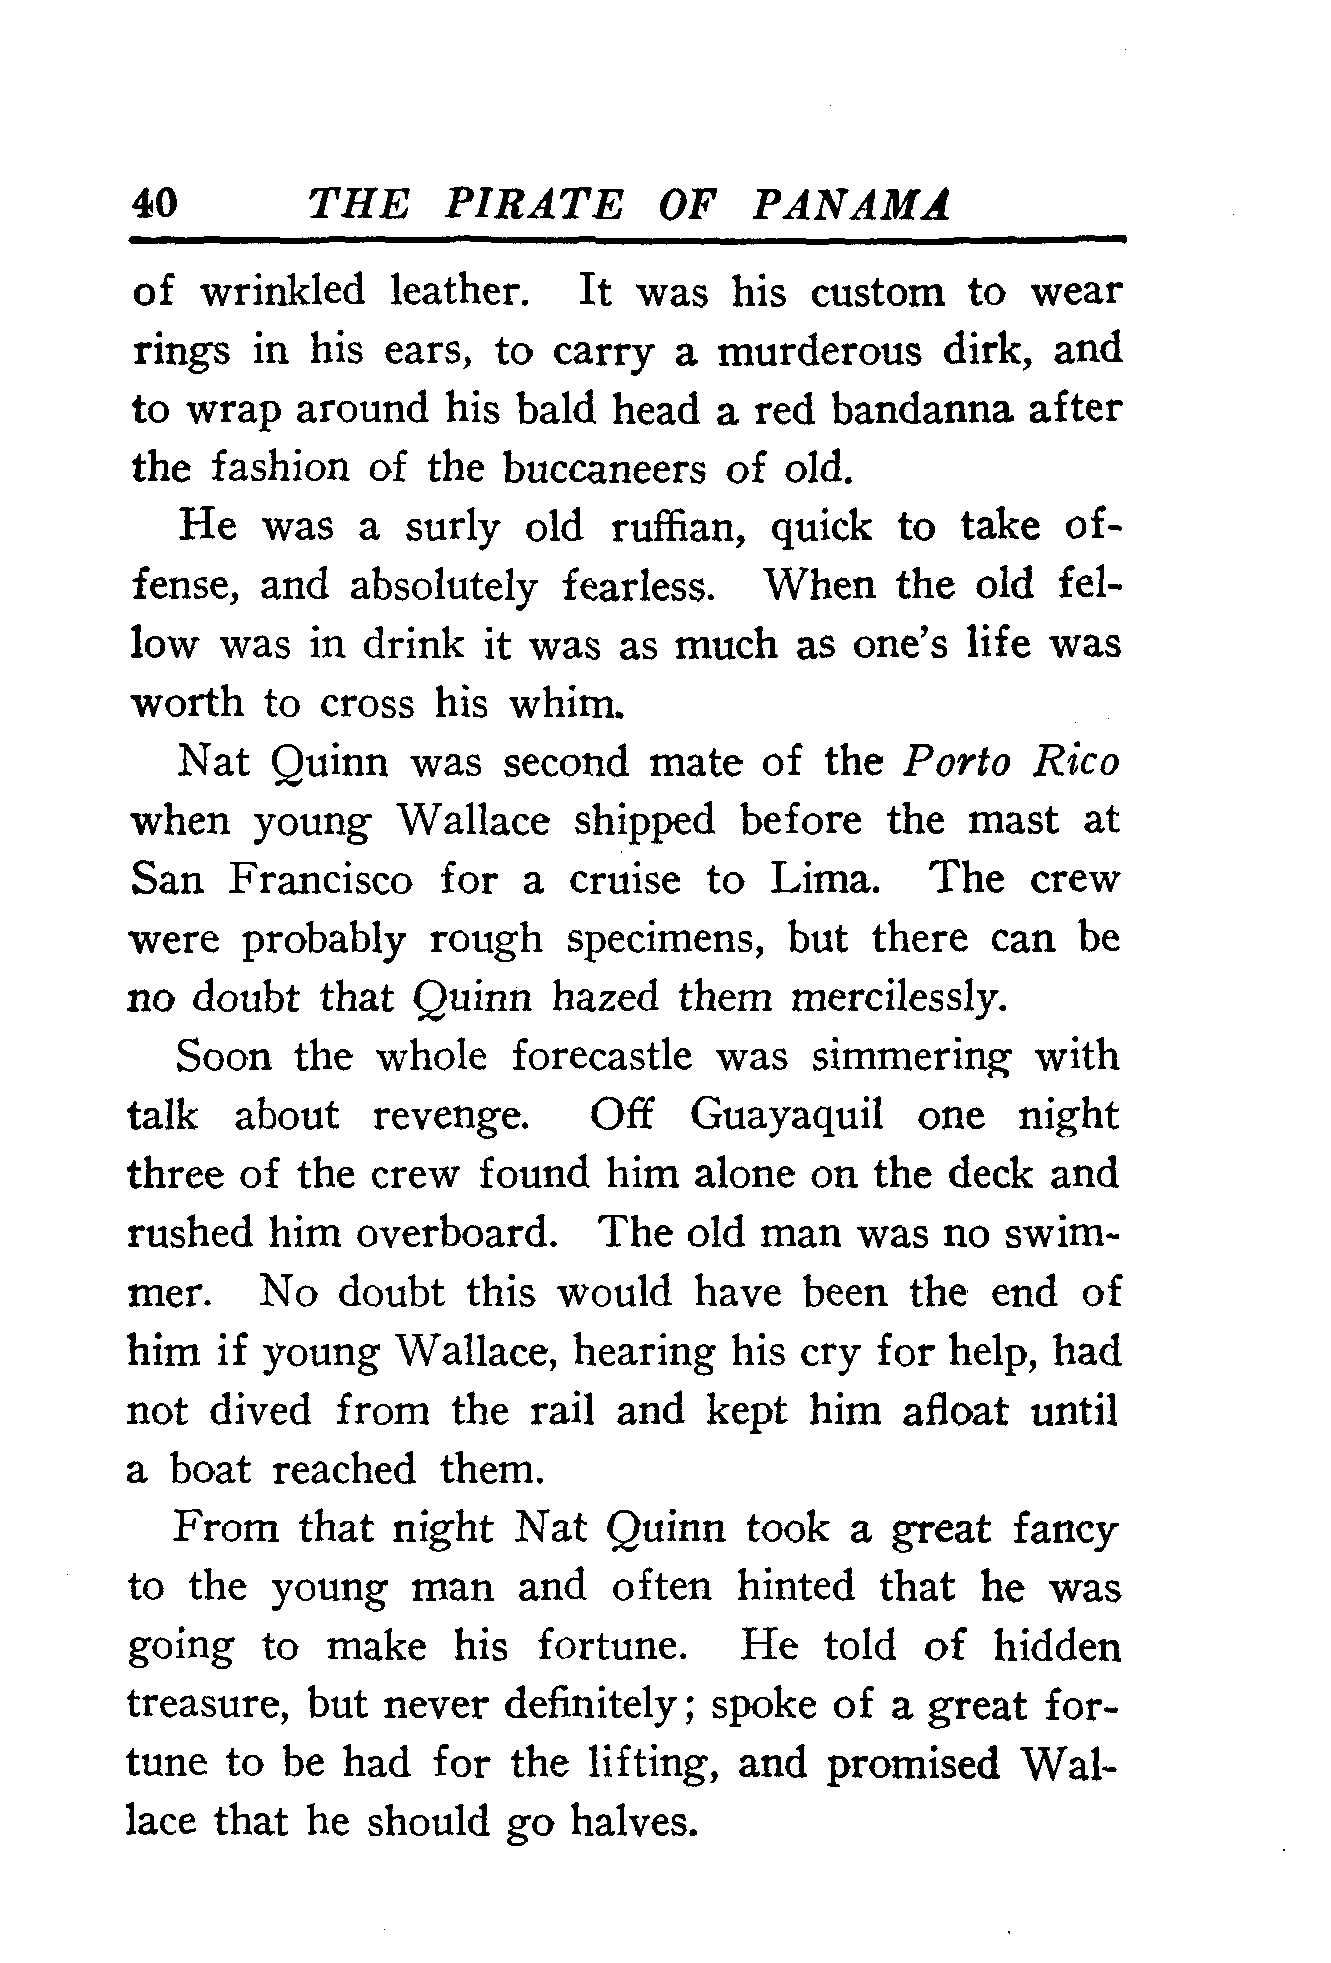 40 THE PIRATE OF PANAMA
of wrinkled leather. It was his custom to wear
rings in his ears, to carry a murderous dirk, and
to wrap around his bald head a red bandanna after
the fashion of the buccaneers of old.
He was a surly old ruffian, quick to take of-
fense, and absolutely fearless. When the old fel-
low was in drink it was as much as one's life was
worth to cross his whim.
Nat Quinn was second mate of the Porto Rico
when young Wallace shipped before the mast at
San Francisco for a cruise to Lima. The crew
were probably rough specimens, but there can be
no doubt that Quinn hazed them mercilessly.
Soon the whole forecastle was simmering with
talk about revenge. Off Guayaquil one night
three of the crew found him alone on the deck and
rushed him overboard. The old man was no swim-
mer. No doubt this would have been the end of
him if young Wallace, hearing his cry for help, had
not dived from the rail and kept him afloat until
a boat reached them.
From that night Nat Quinn took a great fancy
to the young man and often hinted that he was
going to make his fortune. He told of hidden
treasure, but never definitely; spoke of a great for-
tune to be had for the lifting, and promised Wal-
lace that he should go halves.